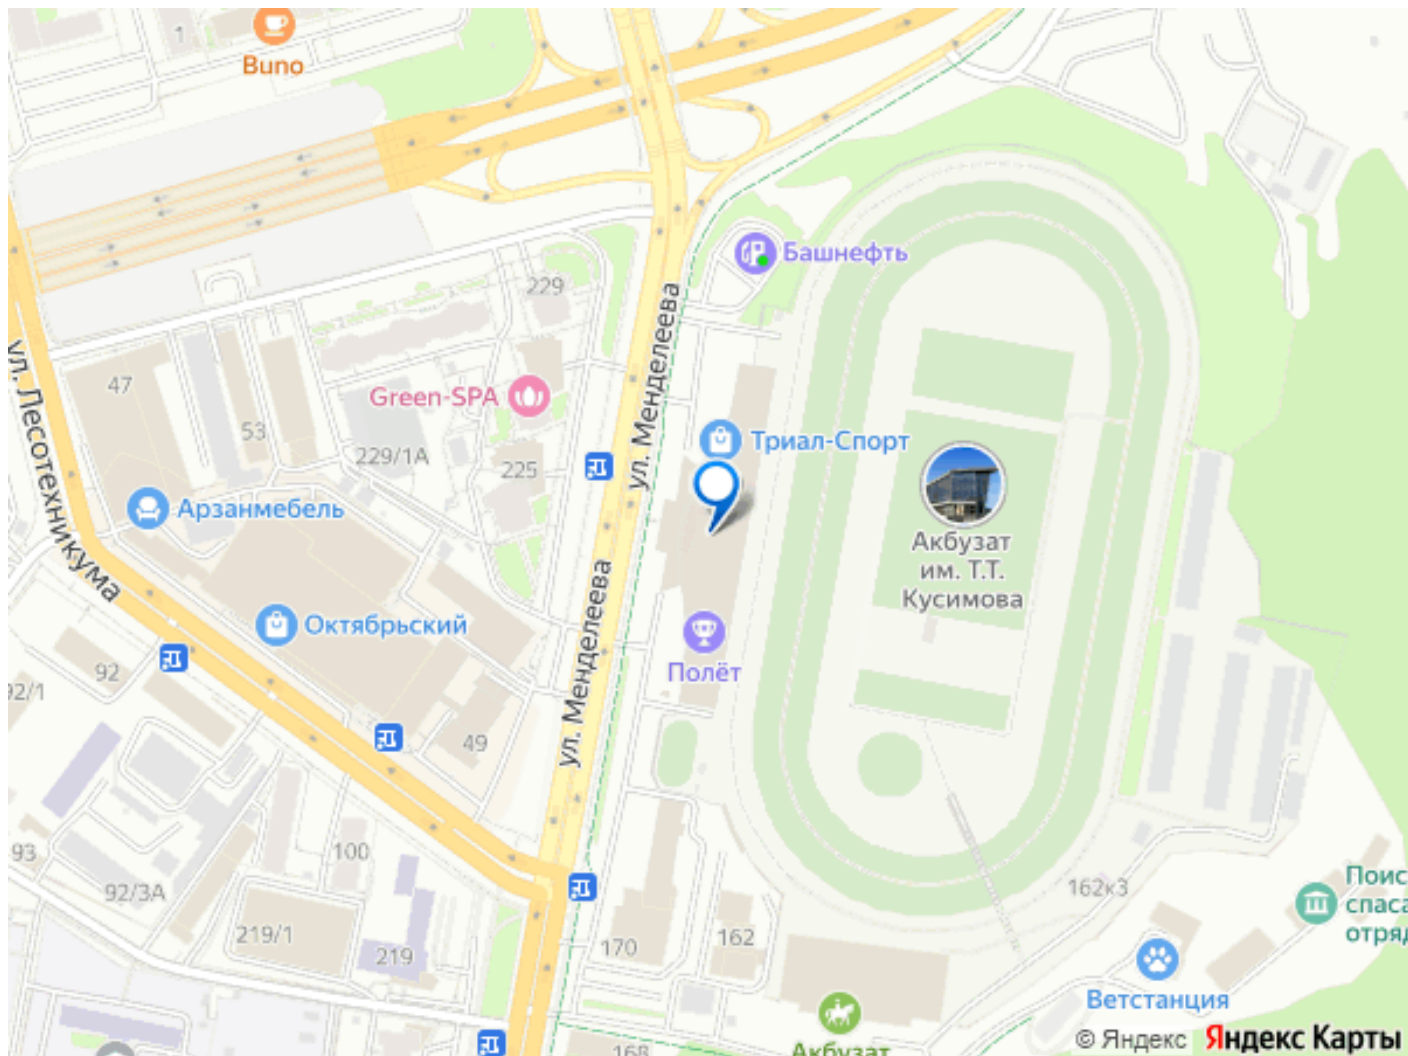 1
Buno
229
Башнефть
ул. Менделеева
47
Green-SPA
53
229/1А
225
Триал-Спорт
ул. Лесотехникума
Арзанмебель
Акбузат
им. Т.Т.
Кусимова
ул. Менделеева
Октябрьский
Полёт
92
92/1
49
93
100
92/3А
162к3
Поис
спаса
отряд
219/1
219
170
162
Ветстанция
168
Акбузат
© Яндекс Яндекс Карты